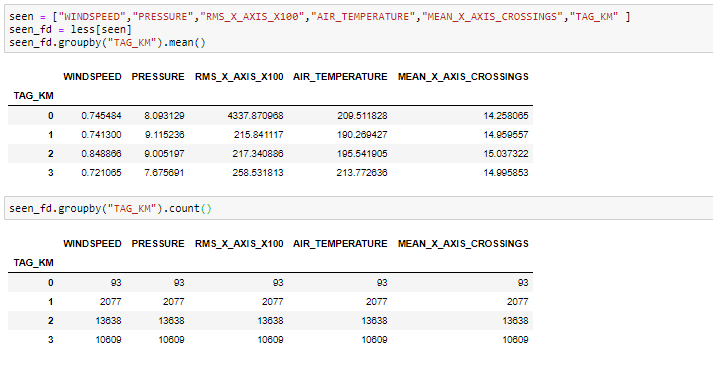 seen = ["WINDSPEED","PRESSURE","RMS_X_AXIS_X100","AIR_TEMPERATURE","MEAN_X_AXIS_CROSSINGS","TAG_KM" ]
seen_fd = less[seen]
seen_fd.groupby("TAG_KM").mean()
WINDSPEED PRESSURE RMS_X_AXIS_X100 AIR_TEMPERATURE MEAN_X_AXIS_CROSSINGS
TAG_KM
0 0.745484 8.093129 4337.870968 209.511828 14.258065
1 0.741300 9.115236 215.841117 190.269427 14.959557
2 0.848866 9.005197 217.340886 195.541905 15.037322
3 0.721065 7.675691 258.531813 213.772636 14.995853
seen_fd.groupby("TAG_KM").count()
WINDSPEED PRESSURE RMS_X_AXIS_X100 AIR_TEMPERATURE MEAN_X_AXIS_CROSSINGS
TAG_KM
0 93 93 93 93 93
1 2077 2077 2077 2077 2077
2 13638 13638 13638 13638 13638
3 10609 10609 10609 10609 10609